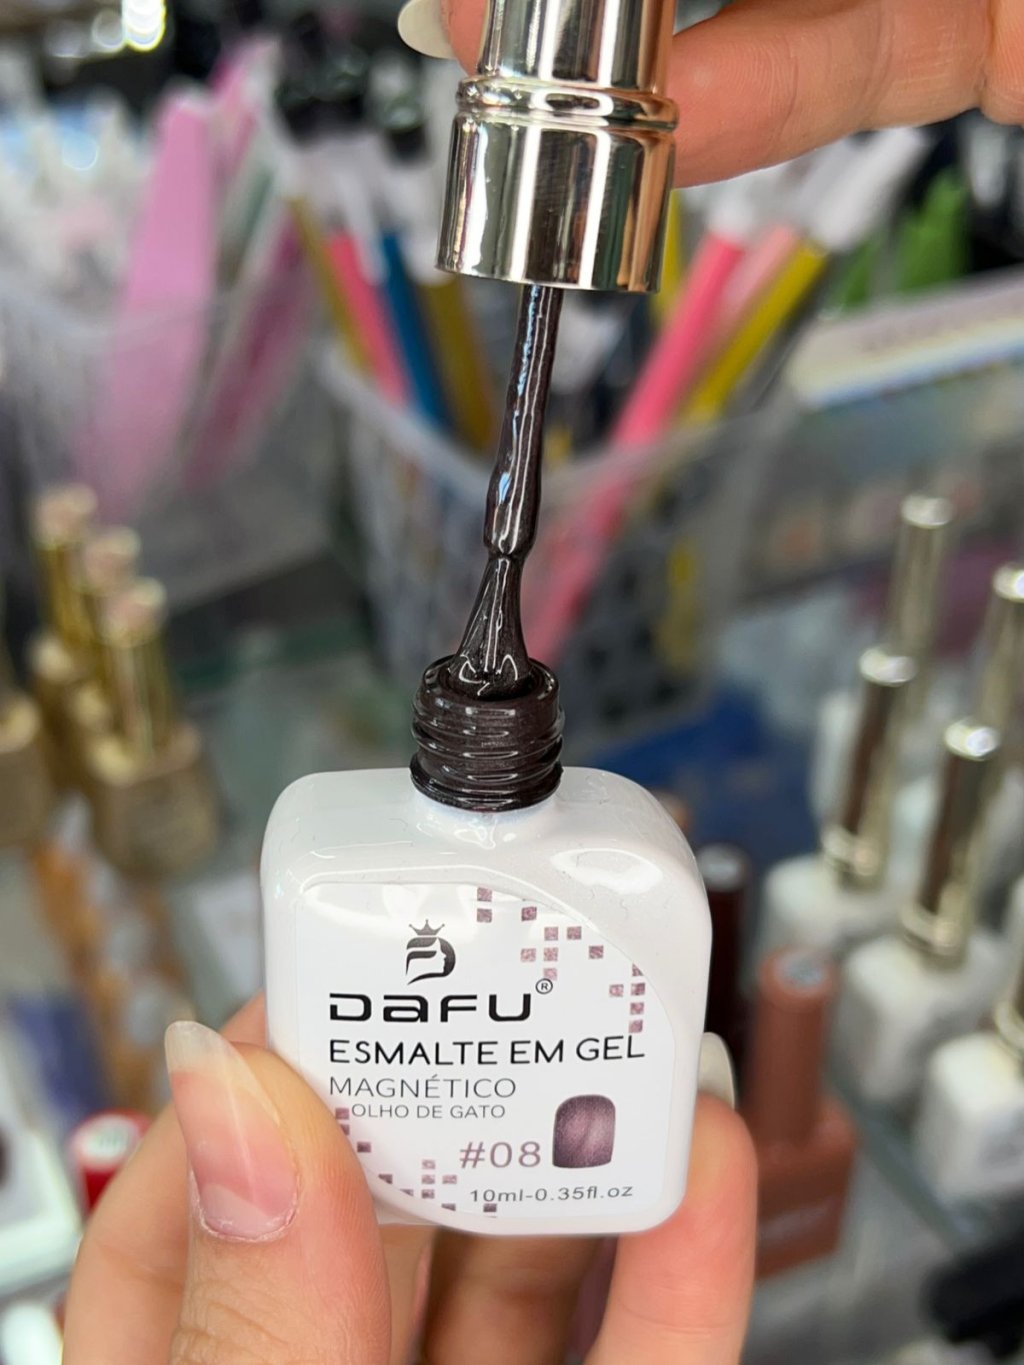 DAFU®
ESMALTE EM GEL
MAGNÉTICO
OLHO DE GATO
#08
10ml-0.35fl.oz